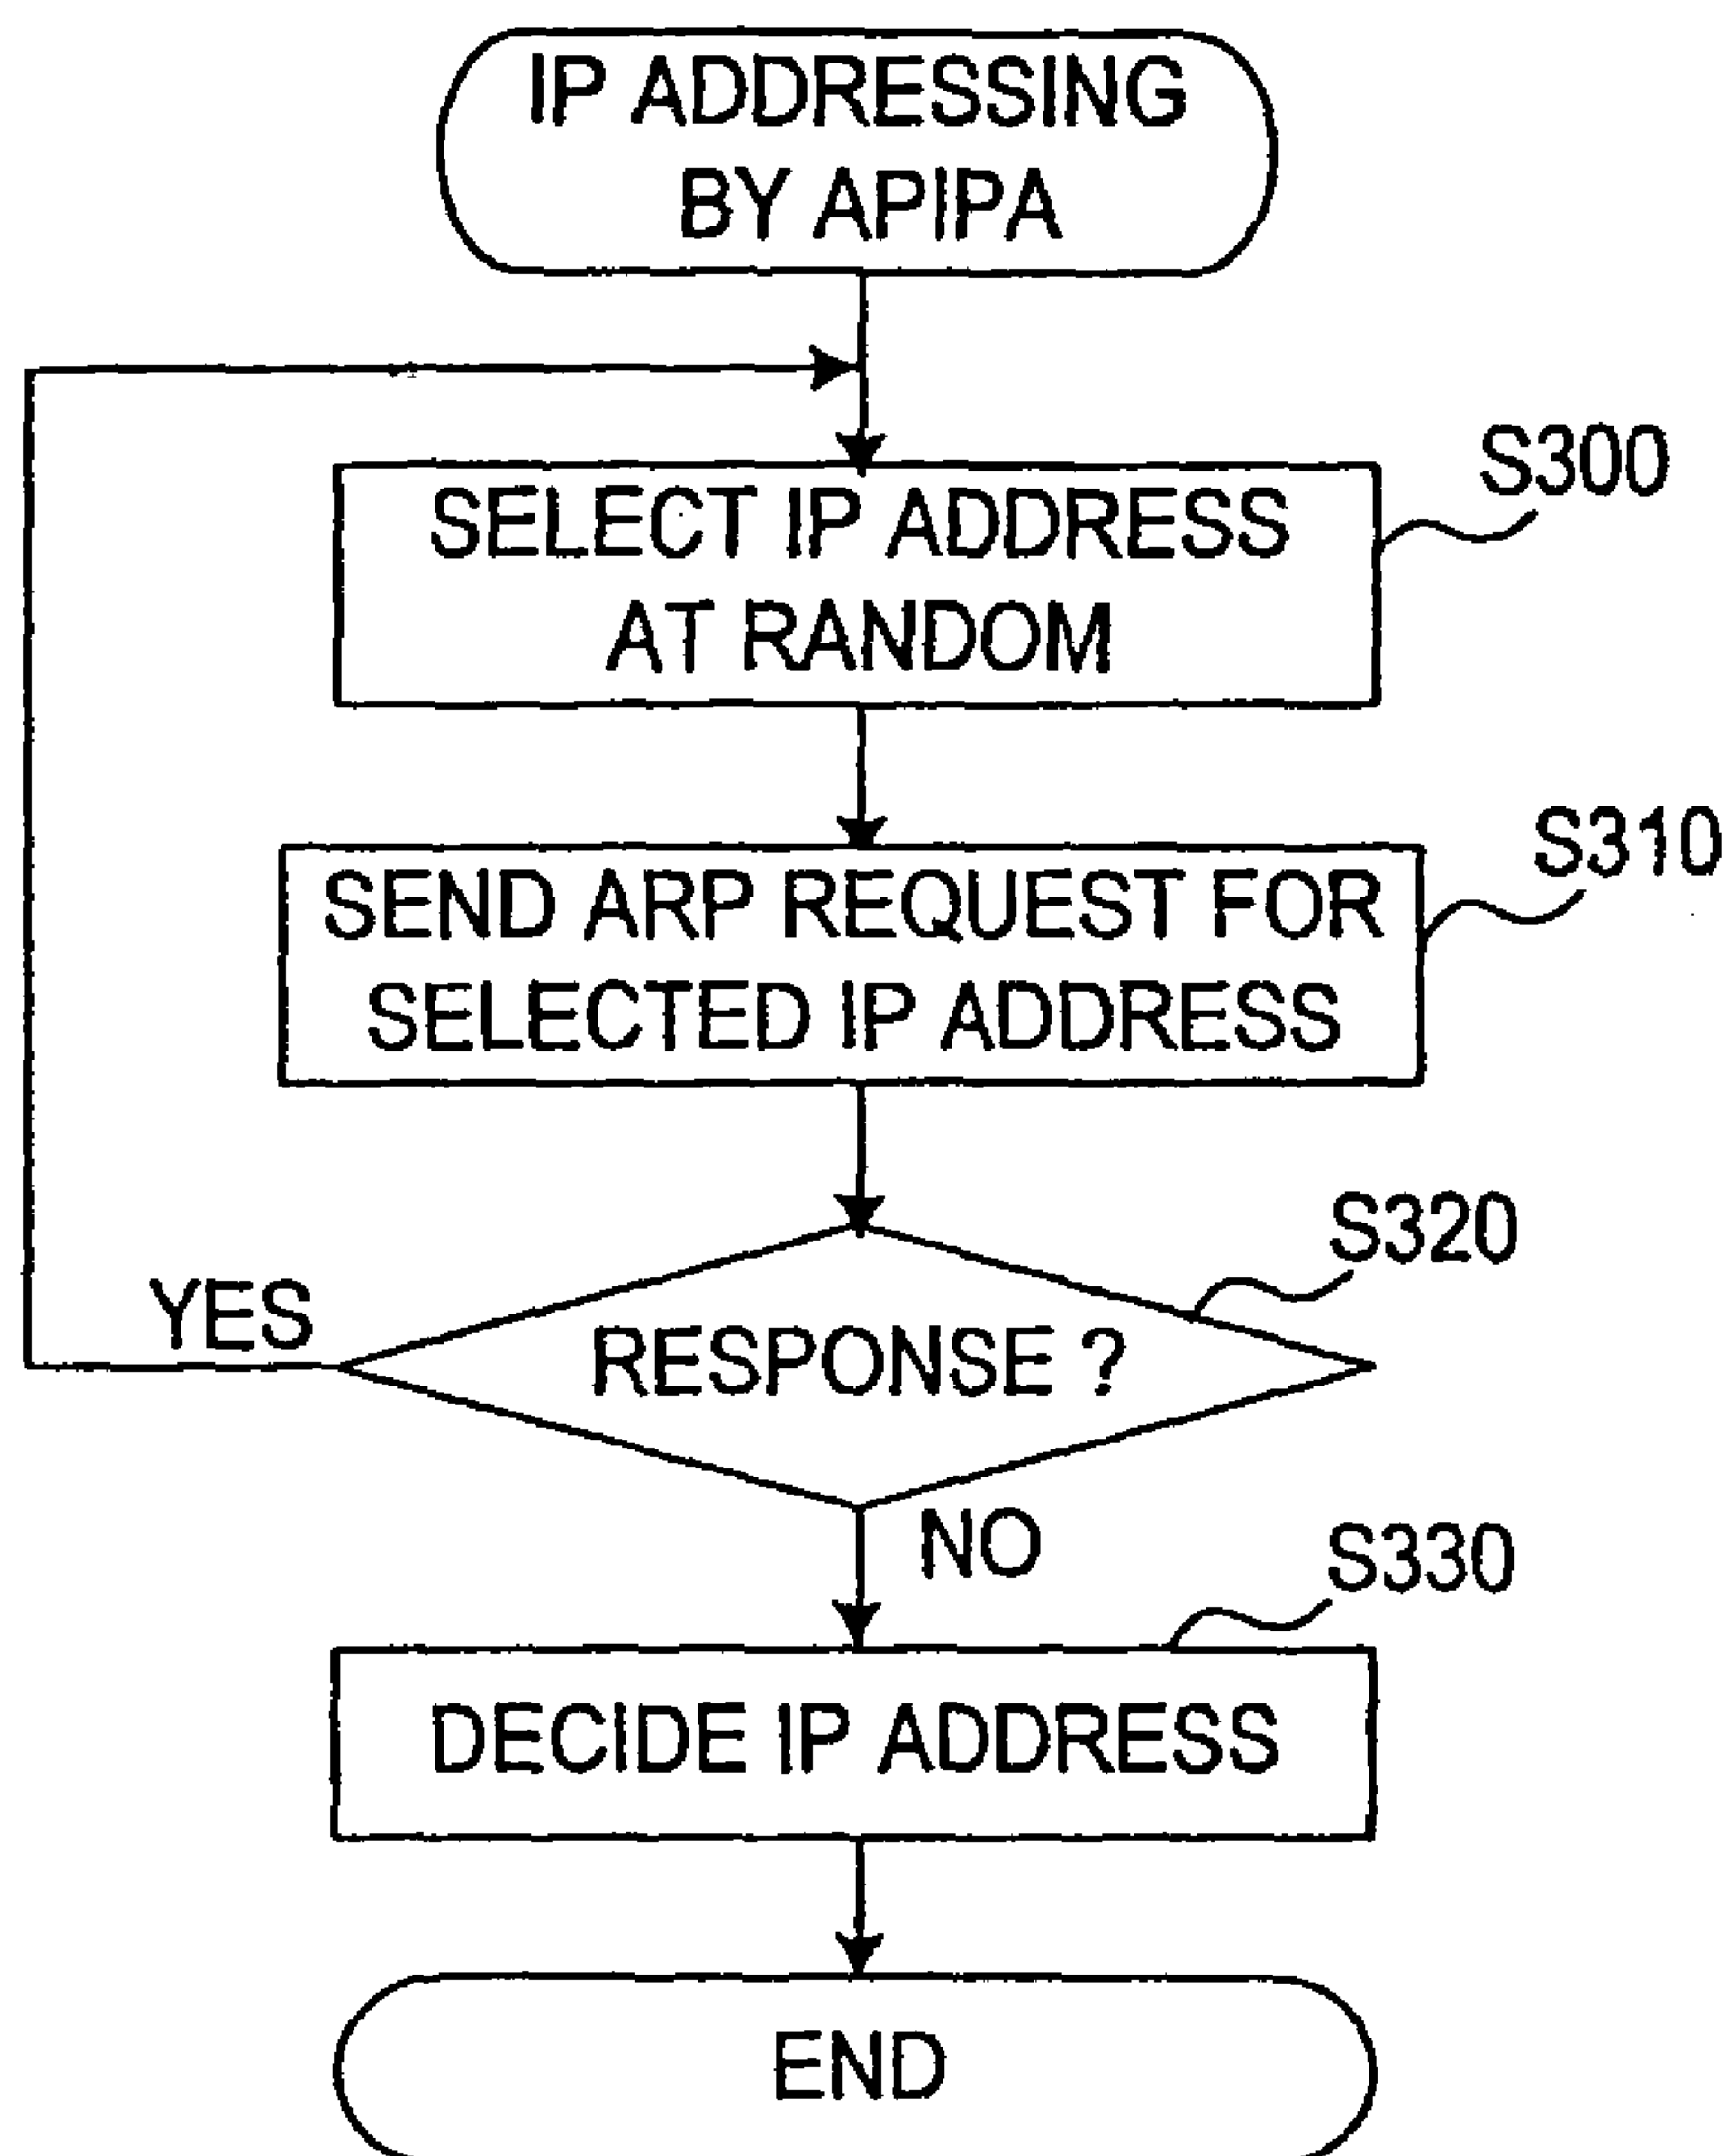 IP ADDRESSING
BY APIPA
S300
SELECT IP ADDRESS
AT RANDOM
S310
SEND ARP REQUEST FOR
SELECTED IP ADDRESS
S320
YES
RESPONSE ?
NO
S330
DECIDE IP ADDRESS
END